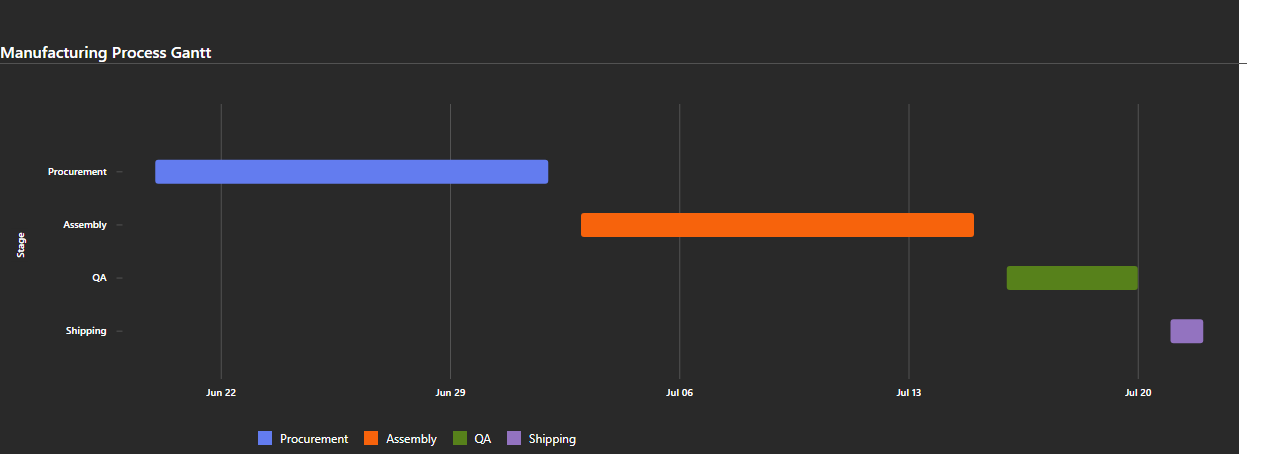 Manufacturing Process Gantt
Procurement
Assembly
Stage
QA
Shipping
Jun 22 Jun 29 Jul 06 Jul 13 Jul 20
Procurement Assembly QA Shipping